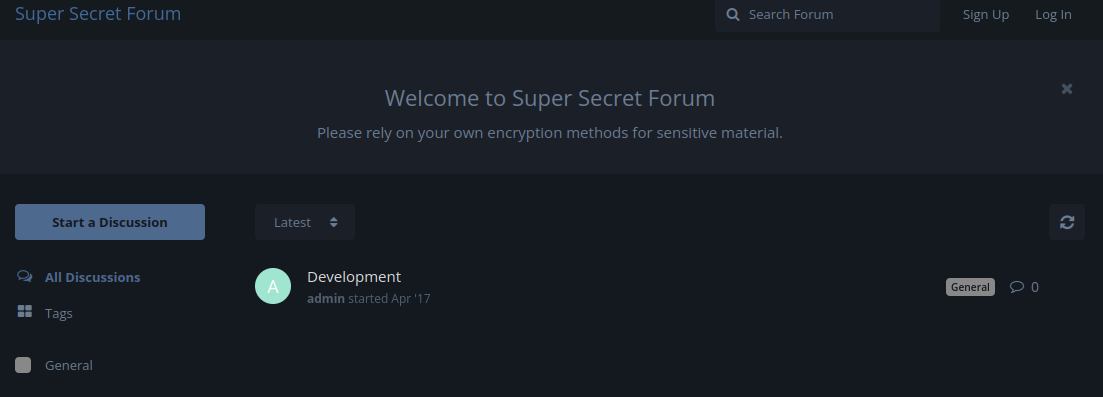 Super Secret Forum
Search Forum
Sign Up
Log In
Welcome to Super Secret Forum
Please rely on your own encryption methods for sensitive material.
Start a Discussion
Latest
All Discussions
Tags
General
A
Development
admin started Apr '17
General
0